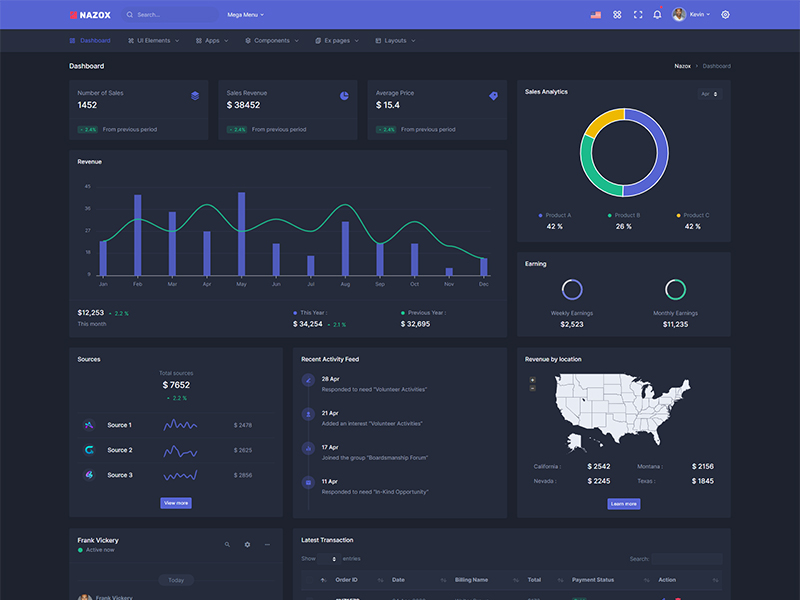 NAZOX
Search...
Mega Menu
Kevin
Dashboard
UI Elements
Apps
Components
Ex pages
Layouts
Dashboard
Nazox > Dashboard
Number of Sales
1452
2.4%
From previous period
Sales Revenue
$ 38452
2.4%
From previous period
Average Price
$ 15.4
2.4%
From previous period
Sales Analytics
Apr
Product A
42 %
Product B
26 %
Product C
42 %
Revenue
45
36
27
18
9
Jan Feb Mar Apr May Jun Jul Aug Sep Oct Nov Dec
$12,253 2.2 %
This month
This Year :
$ 34,254 2.1 %
Previous Year :
$ 32,695
Earning
Weekly Earnings
$2,523
Monthly Earnings
$11,235
Sources
Total sources
$ 7652
2.2 %
Source 1 $ 2478
Source 2 $ 2625
Source 3 $ 2856
View more
Recent Activity Feed
28 Apr
Responded to need "Volunteer Activities"
21 Apr
Added an interest "Volunteer Activities"
17 Apr
Joined the group "Boardsmanship Forum"
11 Apr
Responded to need "In-Kind Opportunity"
Revenue by location
+
−
California : $ 2542 Montana : $ 2156
Nevada : $ 2245 Texas : $ 1845
Learn more
Frank Vickery
Active now
Today
Frank Vickery
Latest Transaction
Show entries
Search:
Order ID Date Billing Name Total Payment Status Action